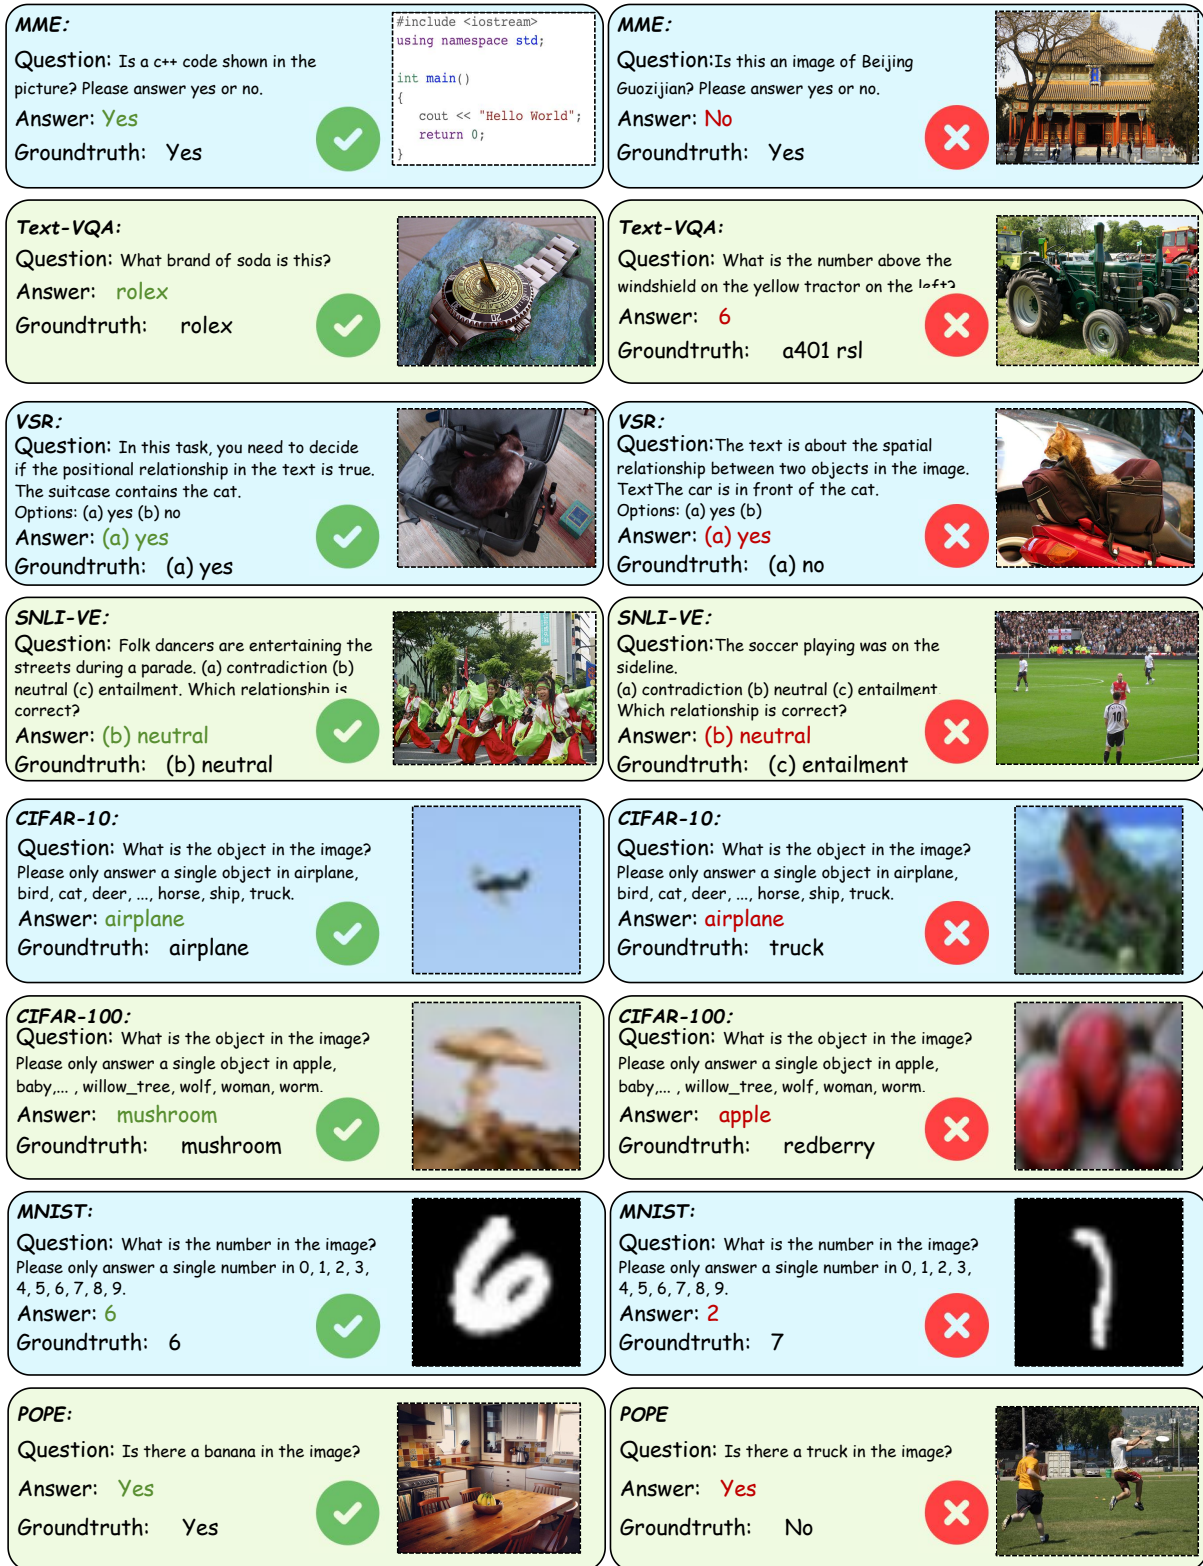 MME:
Question: Is a c++ code shown in the
picture? Please answer yes or no.
Answer: Yes
Groundtruth: Yes
#include <iostream>
using namespace std;
int main()
{
cout << "Hello World";
return 0;
}
MME:
Question:Is this an image of Beijing
Guozijian? Please answer yes or no.
Answer: No
Groundtruth: Yes
Text-VQA:
Question: What brand of soda is this?
Answer: rolex
Groundtruth: rolex
Text-VQA:
Question: What is the number above the
windshield on the yellow tractor on the left?
Answer: 6
Groundtruth: a401 rsl
VSR:
Question: In this task, you need to decide
if the positional relationship in the text is true.
The suitcase contains the cat.
Options: (a) yes (b) no
Answer: (a) yes
Groundtruth: (a) yes
VSR:
Question:The text is about the spatial
relationship between two objects in the image.
TextThe car is in front of the cat.
Options: (a) yes (b)
Answer: (a) yes
Groundtruth: (a) no
SNLI-VE:
Question: Folk dancers are entertaining the
streets during a parade. (a) contradiction (b)
neutral (c) entailment. Which relationship is
correct?
Answer: (b) neutral
Groundtruth: (b) neutral
SNLI-VE:
Question:The soccer playing was on the
sideline.
(a) contradiction (b) neutral (c) entailment.
Which relationship is correct?
Answer: (b) neutral
Groundtruth: (c) entailment
10
CIFAR-10:
Question: What is the object in the image?
Please only answer a single object in airplane,
bird, cat, deer, ..., horse, ship, truck.
Answer: airplane
Groundtruth: airplane
CIFAR-10:
Question: What is the object in the image?
Please only answer a single object in airplane,
bird, cat, deer, ..., horse, ship, truck.
Answer: airplane
Groundtruth: truck
CIFAR-100:
Question: What is the object in the image?
Please only answer a single object in apple,
baby,... , willow_tree, wolf, woman, worm.
Answer: mushroom
Groundtruth: mushroom
CIFAR-100:
Question: What is the object in the image?
Please only answer a single object in apple,
baby,... , willow_tree, wolf, woman, worm.
Answer: apple
Groundtruth: redberry
MNIST:
Question: What is the number in the image?
Please only answer a single number in 0, 1, 2, 3,
4, 5, 6, 7, 8, 9.
Answer: 6
Groundtruth: 6
6
MNIST:
Question: What is the number in the image?
Please only answer a single number in 0, 1, 2, 3,
4, 5, 6, 7, 8, 9.
Answer: 2
Groundtruth: 7
7
POPE:
Question: Is there a banana in the image?
Answer: Yes
Groundtruth: Yes
POPE
Question: Is there a truck in the image?
Answer: Yes
Groundtruth: No